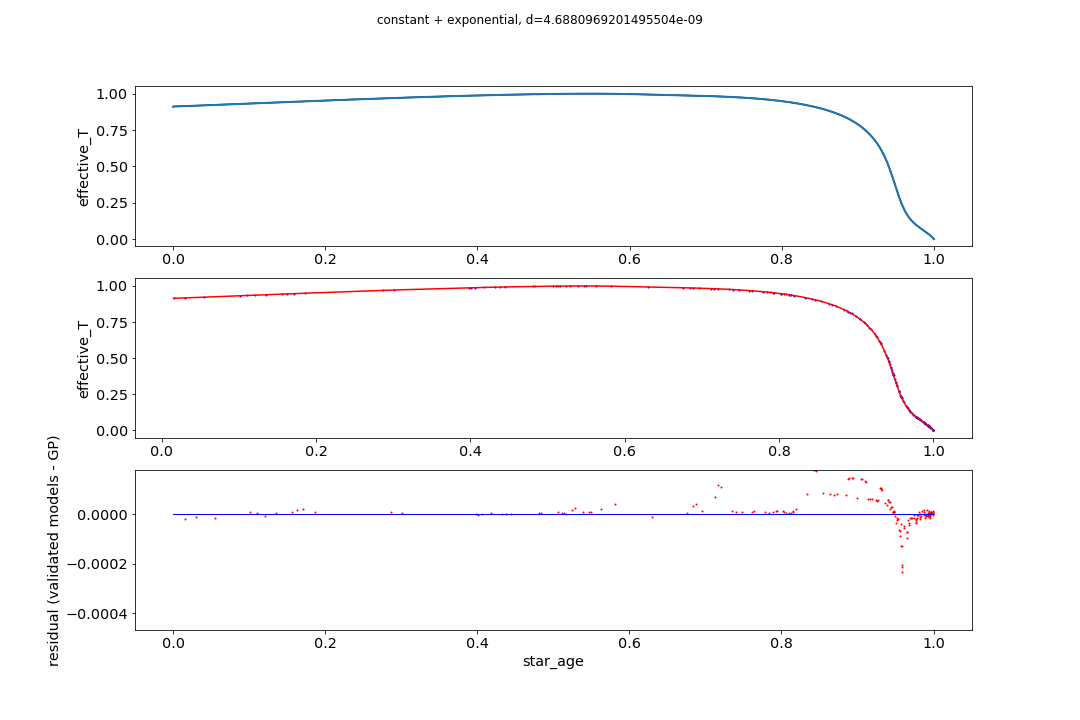 constant + exponential, d=4.6880969201495504e-09
effective_T
1.00
0.75
0.50
0.25
0.00
0.0 0.2 0.4 0.6 0.8 1.0
effective_T
1.00
0.75
0.50
0.25
0.00
0.0 0.2 0.4 0.6 0.8 1.0
residual (validated models - GP)
0.0000
−0.0002
−0.0004
0.0 0.2 0.4 0.6 0.8 1.0
star_age